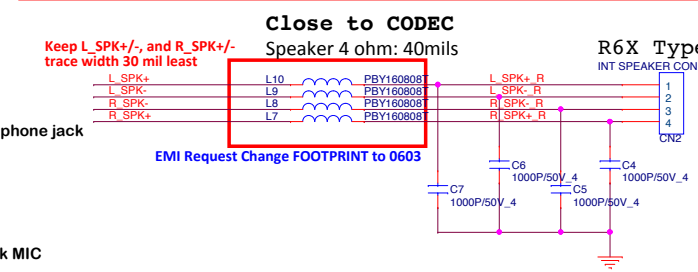 Close to CODEC
Keep L_SPK+/-, and R_SPK+/-
trace width 30 mil least
Speaker 4 ohm: 40mils
R6X Type
INT SPEAKER CON
L_SPK+ L10 PBY160808T L_SPK+_R 1
L_SPK- L9 PBY160808T L_SPK-_R 2
R_SPK- L8 PBY160808T R_SPK-_R 3
R_SPK+ L7 PBY160808T R_SPK+_R 4
CN2
phone jack
EMI Request Change FOOTPRINT to 0603
C6
1000P/50V_4
C4
1000P/50V_4
C7
1000P/50V_4
C5
1000P/50V_4
k MIC